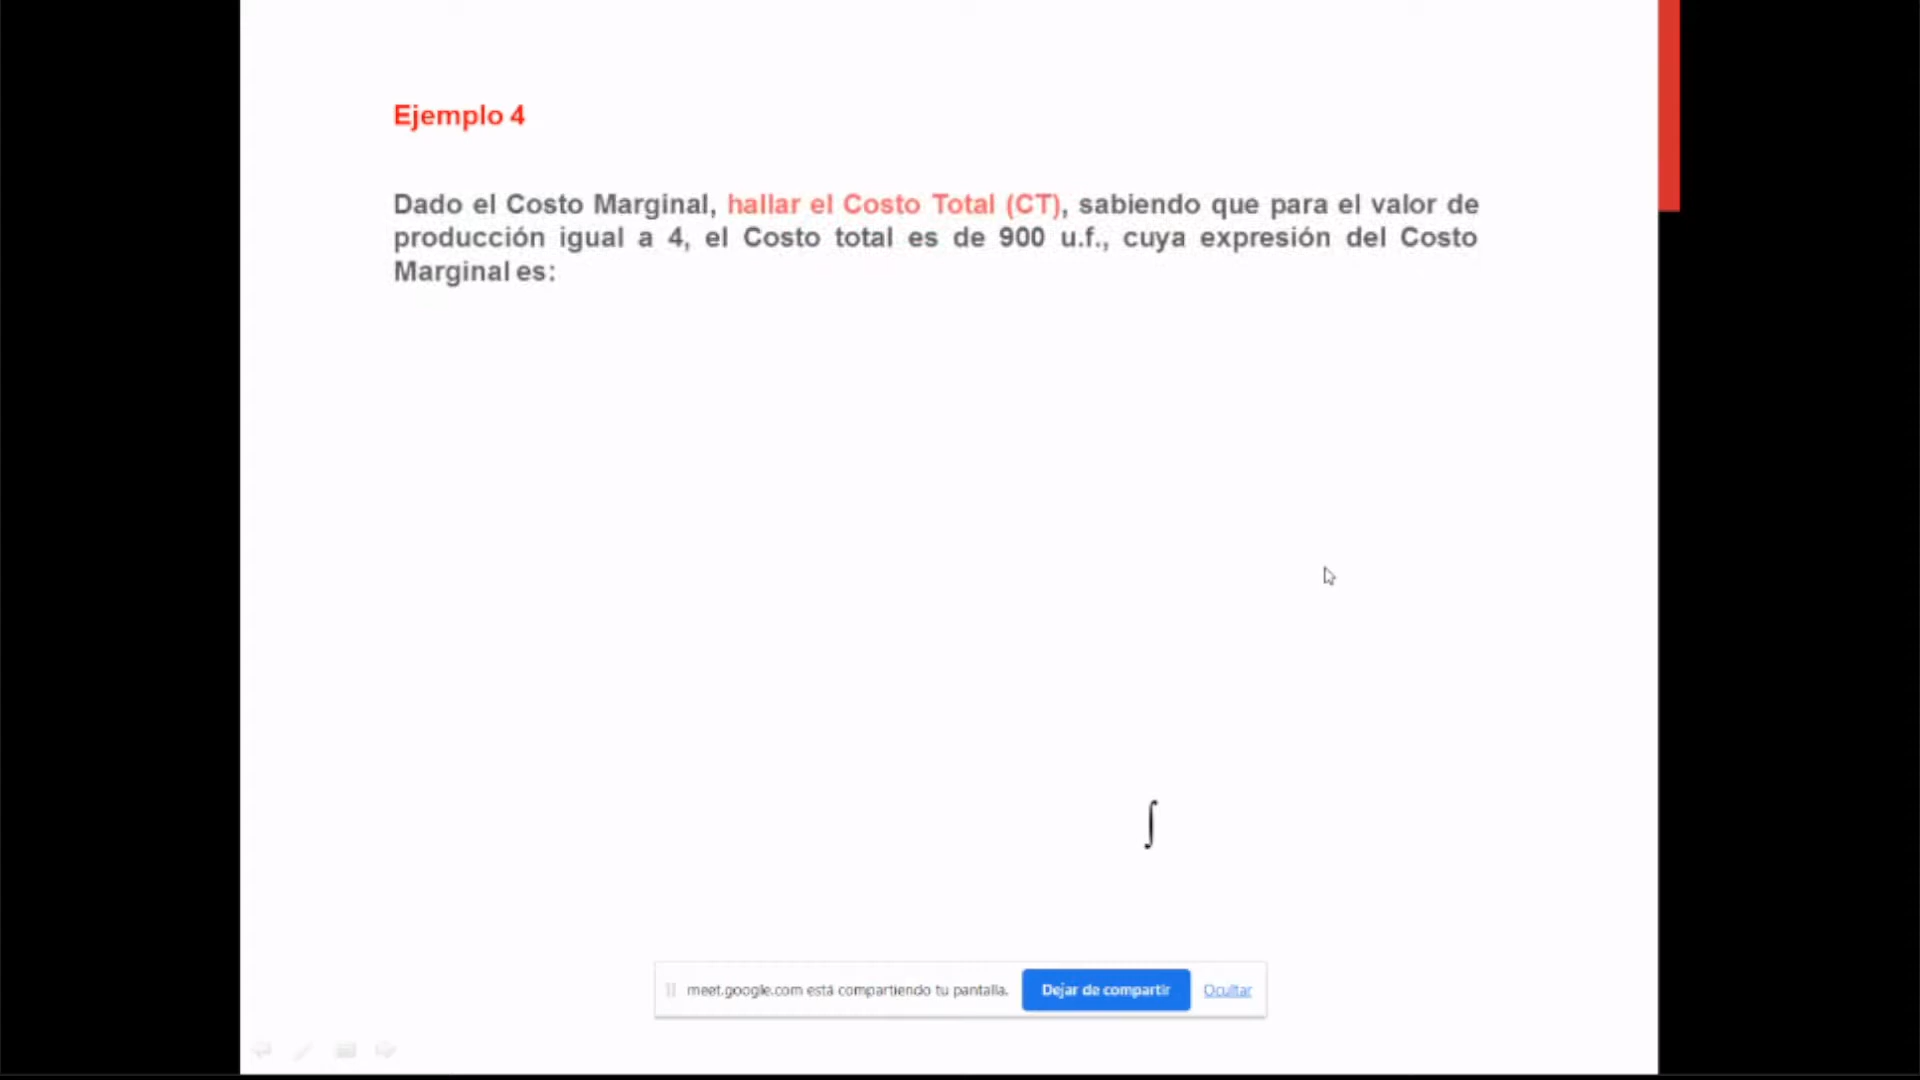 Ejemplo 4
Dado el Costo Marginal, hallar el Costo Total (CT), sabiendo que para el valor de
producción igual a 4, el Costo total es de 900 u.f., cuya expresión del Costo
Marginal es:
∫
meet.google.com está compartiendo tu pantalla. Dejar de compartir Ocultar